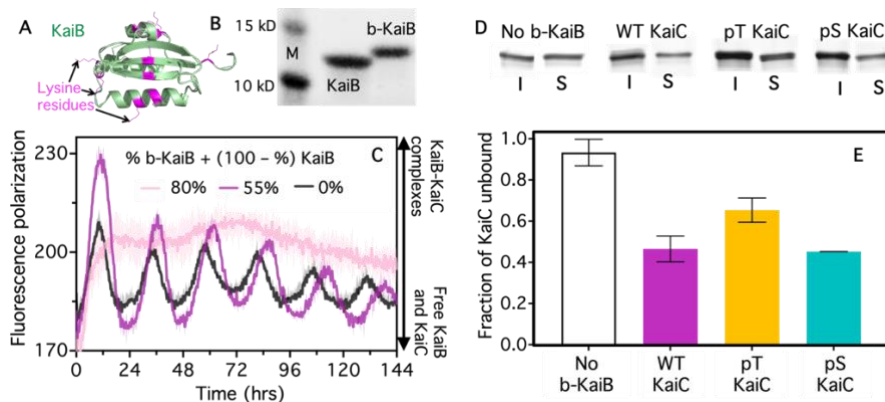 A
KaiB
Lysine
residues
B
15 kD
M
10 kD
KaiB
b-KaiB
C
% b-KaiB + (100 – %) KaiB
80% 55% 0%
Fluorescence polarization
230
200
170
0 24 48 72 96 120 144
Time (hrs)
KaiB-KaiC
complexes
Free KaiB
and KaiC
D
No b-KaiB WT KaiC pT KaiC pS KaiC
I S I S I S I S
E
Fraction of KaiC unbound
1.0
0.8
0.6
0.4
0.2
0.0
No
b-KaiB
WT
KaiC
pT
KaiC
pS
KaiC